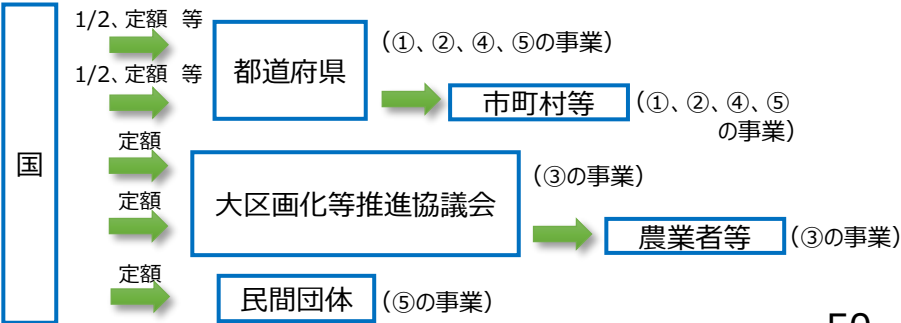 1/2、定額 等
都道府県
(①、②、④、⑤の事業)
1/2、定額 等
市町村等
(①、②、④、⑤
の事業)
国
定額
大区画化等推進協議会
(③の事業)
定額
農業者等
(③の事業)
定額
民間団体
(⑤の事業)